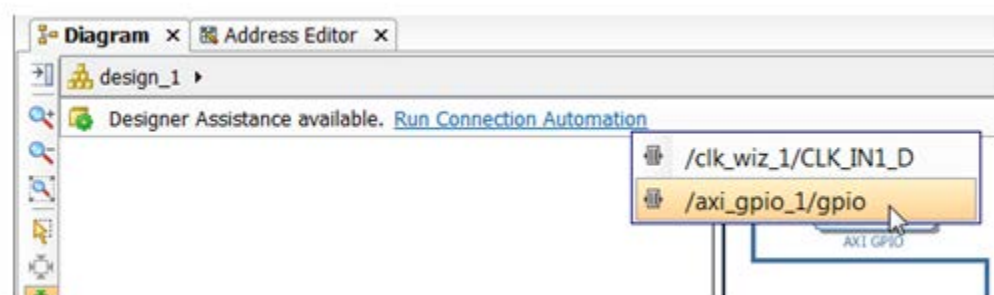 Diagram × Address Editor ×
design_1
Designer Assistance available. Run Connection Automation
/clk_wiz_1/CLK_IN1_D
/axi_gpio_1/gpio
AXI GPIO